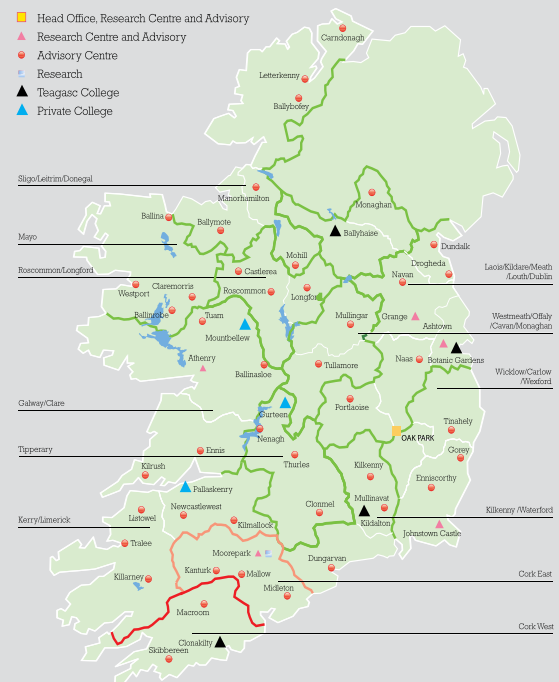 Head Office, Research Centre and Advisory
Research Centre and Advisory
Advisory Centre
Research
Teagasc College
Private College
Carndonagh
Letterkenny
Ballybofey
Sligo/Leitrim/Donegal
Manorhamilton
Monaghan
Ballina
Ballymote
Ballyhaise
Mayo
Dundalk
Mohill
Drogheda
Roscommon/Longford
Castlerea
Navan
Laois/Kildare/Meath
/Louth/Dublin
Westport
Claremorris
Roscommon
Longford
Ballinrobe
Tuam
Mullingar
Grange
Ashtown
Westmeath/Offaly
/Cavan/Monaghan
Mountbellew
Athenry
Naas
Botanic Gardens
Ballinasloe
Tullamore
Wicklow/Carlow
/Wexford
Galway/Clare
Portlaoise
Gurteen
Tinahely
Nenagh
OAK PARK
Tipperary
Ennis
Gorey
Thurles
Kilkenny
Kilrush
Enniscorthy
Pallaskenry
Mullinavat
Newcastlewest
Clonmel
Kilkenny /Waterford
Listowel
Kildalton
Kerry/Limerick
Kilmallock
Johnstown Castle
Tralee
Moorepark
Dungarvan
Kanturk
Mallow
Cork East
Killarney
Midleton
Macroom
Cork West
Clonakilty
Skibbereen